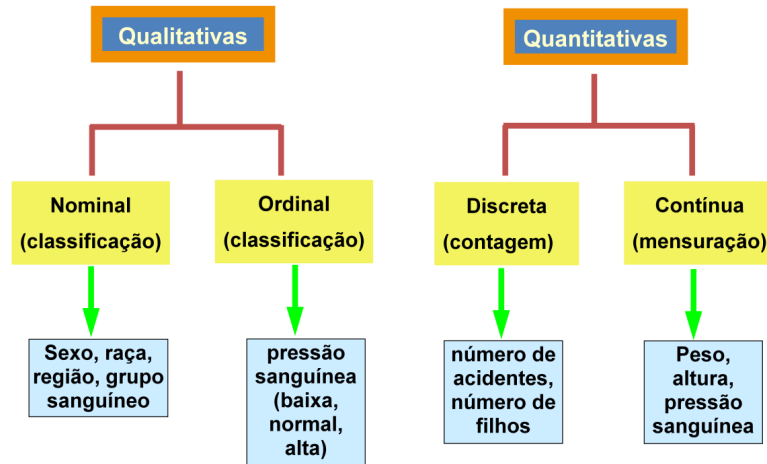 Qualitativas
Quantitativas
Nominal
(classificação)
Ordinal
(classificação)
Discreta
(contagem)
Contínua
(mensuração)
Sexo, raça,
região, grupo
sanguíneo
pressão
sanguínea
(baixa,
normal,
alta)
número de
acidentes,
número de
filhos
Peso,
altura,
pressão
sanguínea